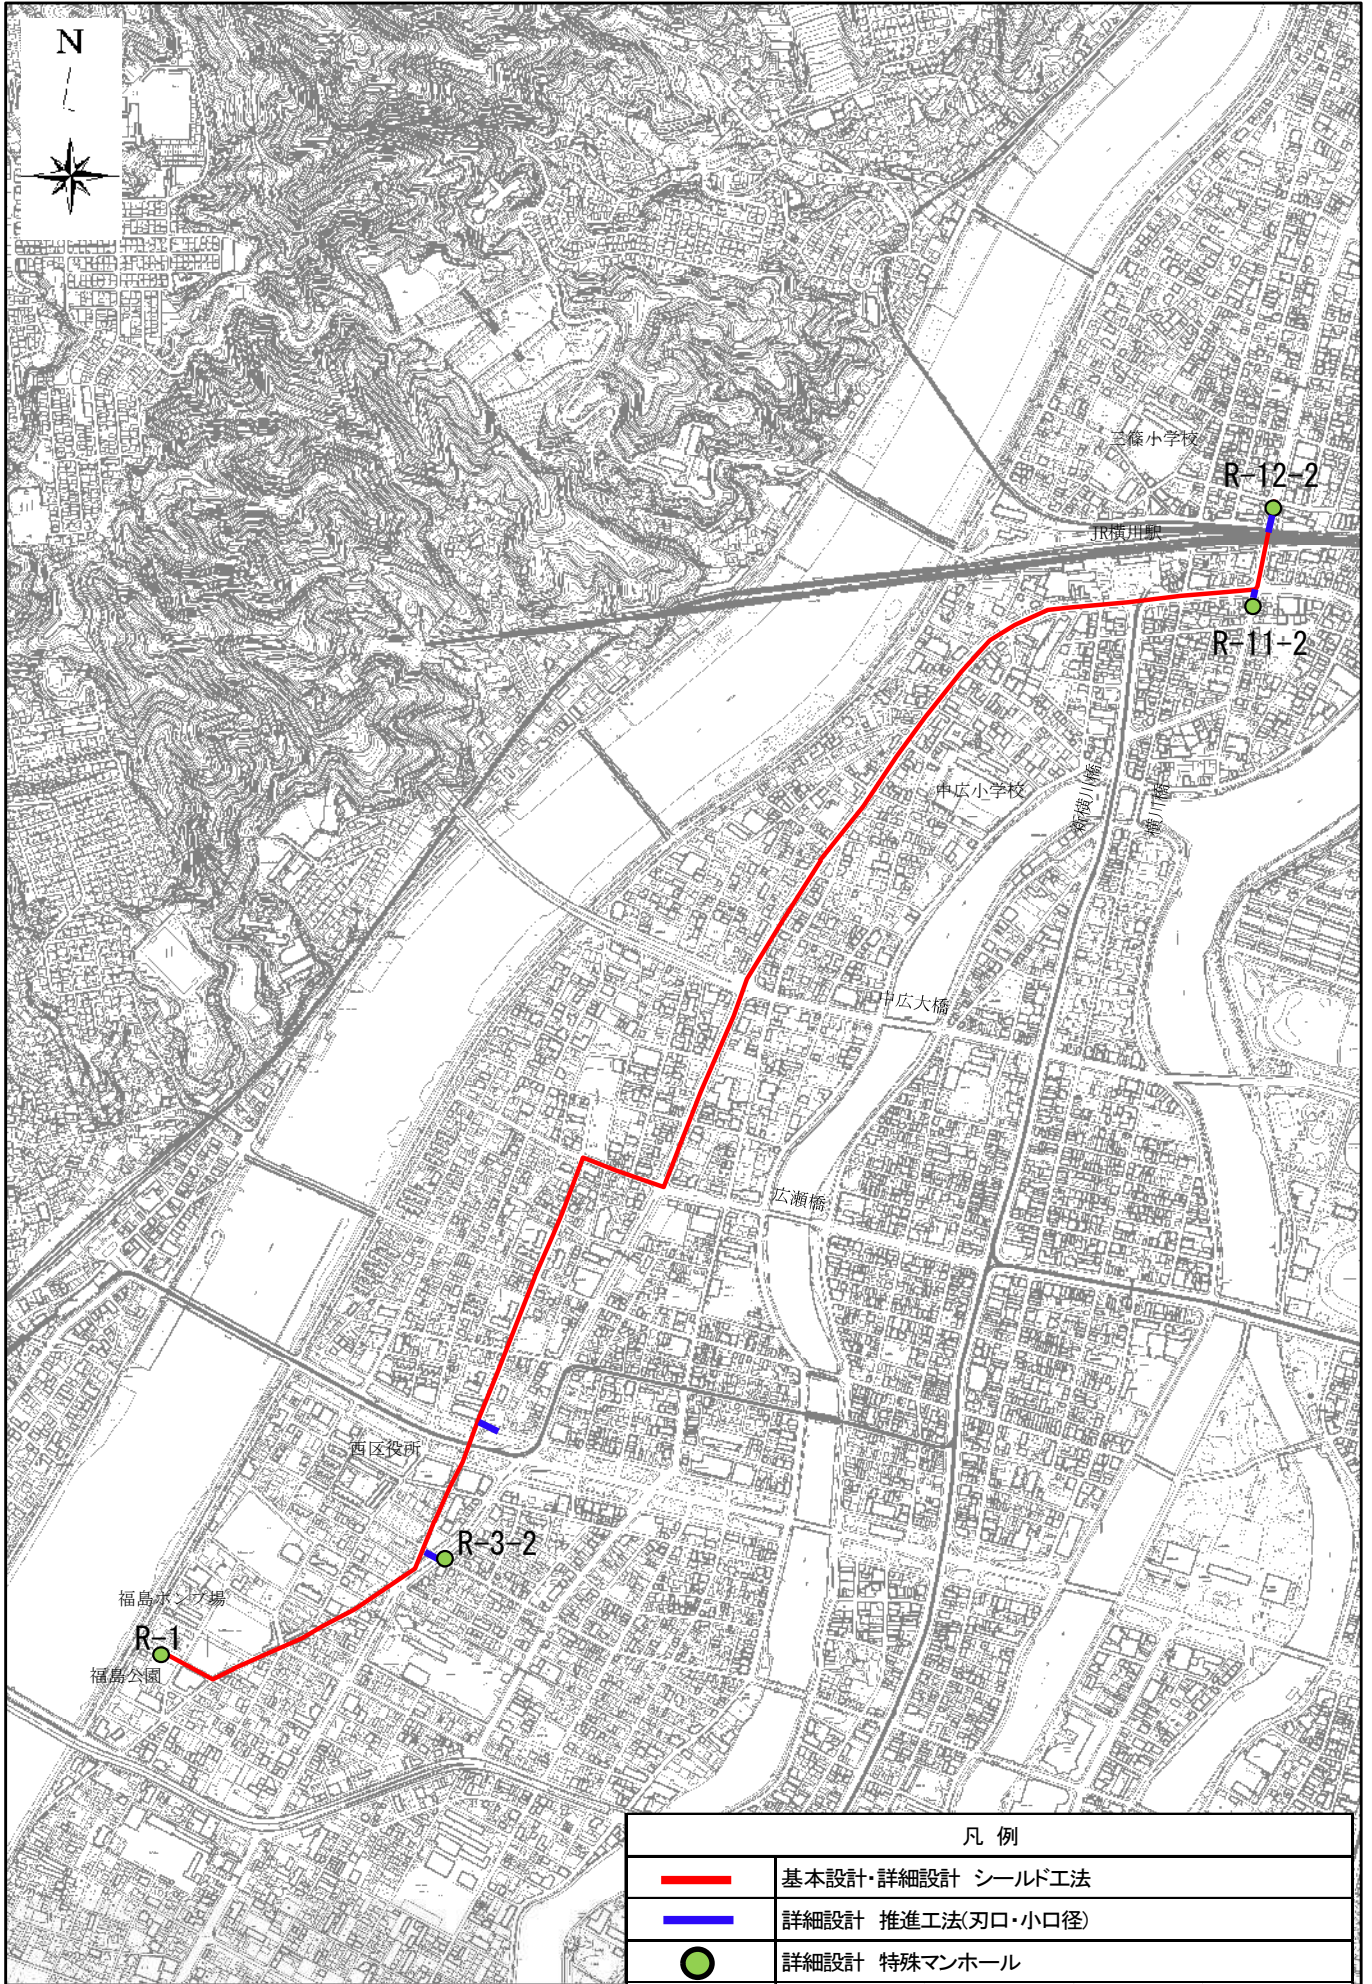 N
三篠小学校
R-12-2
JR横川駅
R-11-2
中広小学校
新横川橋
横川橋
中広大橋
広瀬橋
西区役所
R-3-2
福島ポンプ場
R-1
福島公園
凡 例
基本設計・詳細設計 シールド工法
詳細設計 推進工法(刃口・小口径)
詳細設計 特殊マンホール